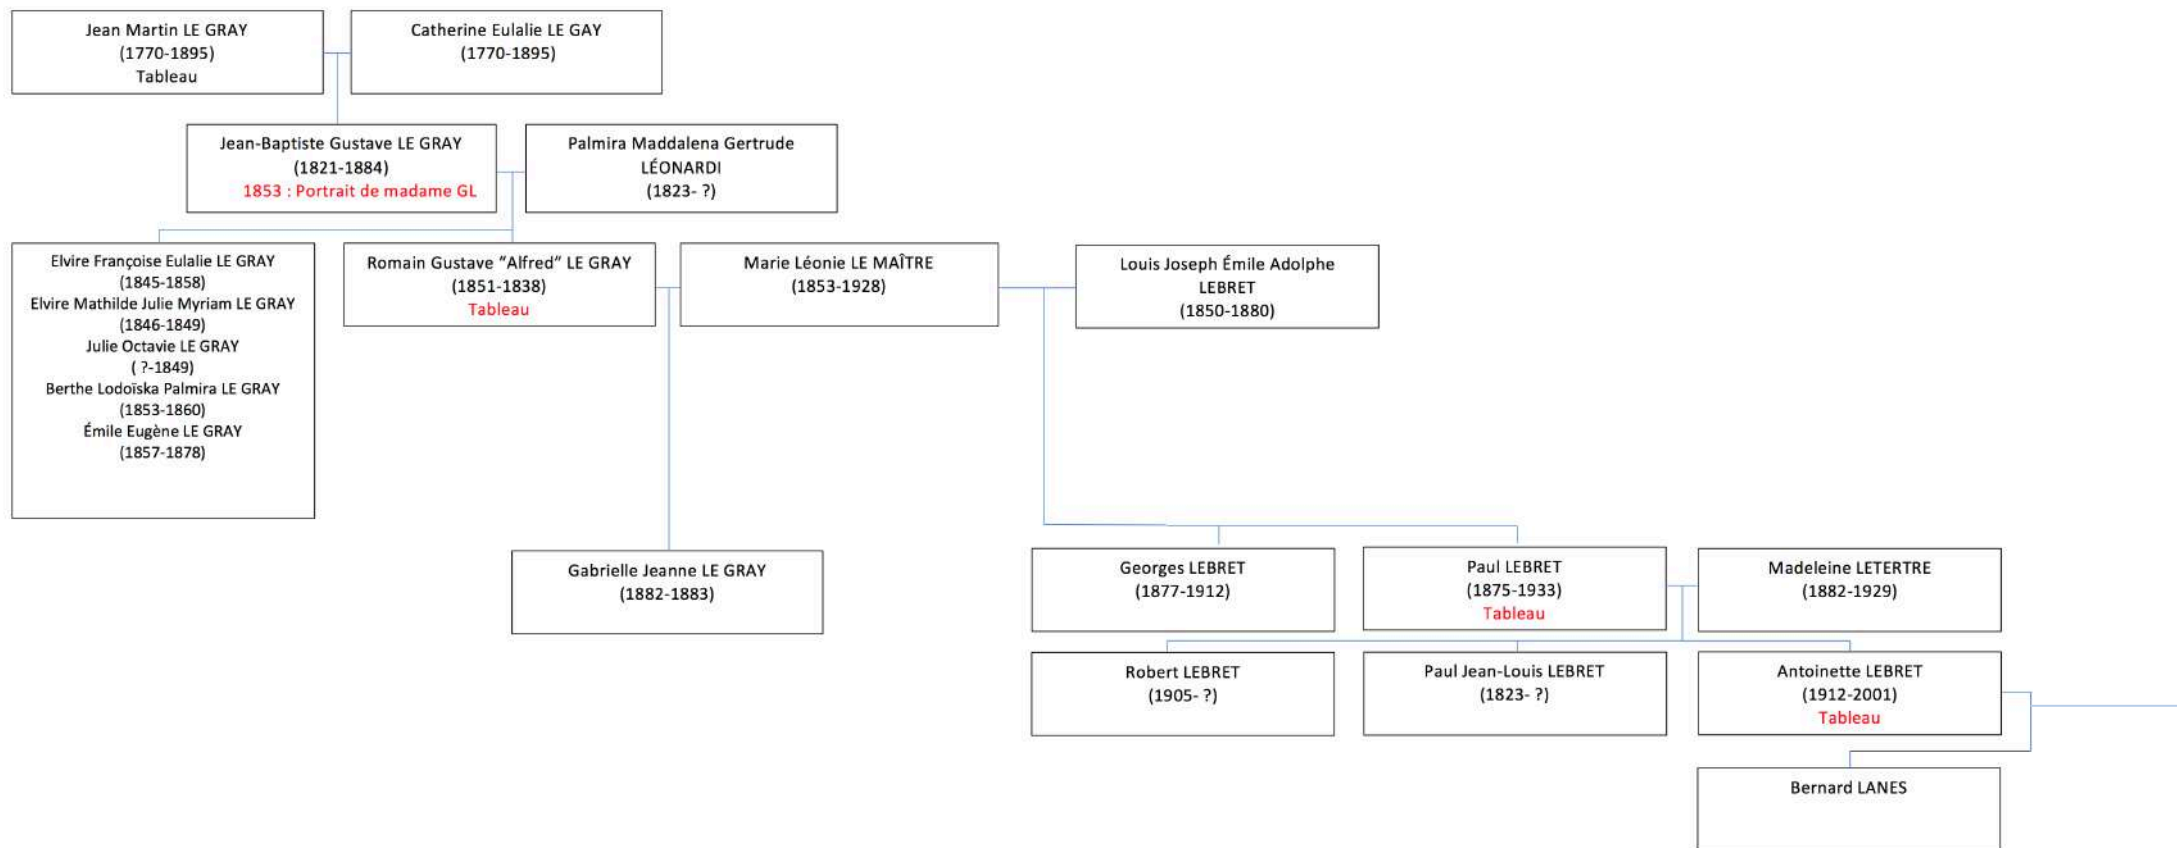 Jean Martin LE GRAY
(1770-1895)
Tableau
Catherine Eulalie LE GAY
(1770-1895)
Jean-Baptiste Gustave LE GRAY
(1821-1884)
1853 : Portrait de madame GL
Palmira Maddalena Gertrude
LÉONARDI
(1823- ?)
Elvire Françoise Eulalie LE GRAY
(1845-1858)
Elvire Mathilde Julie Myriam LE GRAY
(1846-1849)
Julie Octavie LE GRAY
( ?-1849)
Berthe Lodoïska Palmira LE GRAY
(1853-1860)
Émile Eugène LE GRAY
(1857-1878)
Romain Gustave "Alfred" LE GRAY
(1851-1838)
Tableau
Marie Léonie LE MAÎTRE
(1853-1928)
Louis Joseph Émile Adolphe
LEBRET
(1850-1880)
Gabrielle Jeanne LE GRAY
(1882-1883)
Georges LEBRET
(1877-1912)
Paul LEBRET
(1875-1933)
Tableau
Madeleine LETERTRE
(1882-1929)
Robert LEBRET
(1905- ?)
Paul Jean-Louis LEBRET
(1823- ?)
Antoinette LEBRET
(1912-2001)
Tableau
Bernard LANES